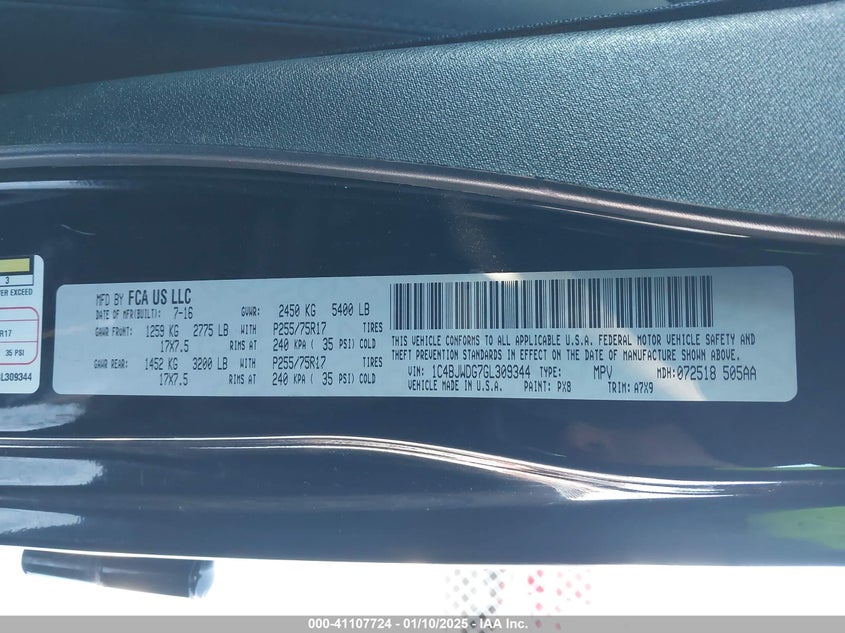 3
VER EXCEED
R17
35 PSI
GL309344
MFD BY FCA US LLC
DATE OF MFR(BUILT): 7-16 GVWR: 2450 KG 5400 LB
GAWR FRONT: 1259 KG 2775 LB WITH P255/75R17 TIRES
17X7.5 RIMS AT 240 KPA ( 35 PSI) COLD
GAWR REAR: 1452 KG 3200 LB WITH P255/75R17 TIRES
17X7.5 RIMS AT 240 KPA ( 35 PSI) COLD
THIS VEHICLE CONFORMS TO ALL APPLICABLE U.S.A. FEDERAL MOTOR VEHICLE SAFETY AND
THEFT PREVENTION STANDARDS IN EFFECT ON THE DATE OF MANUFACTURE SHOWN ABOVE.
VIN: 1C4BJWDG7GL309344 TYPE: MPV MDH:072518 505AA
VEHICLE MADE IN U.S.A. PAINT: PX8 TRIM: A7X9
000-41107724 - 01/10/2025 - IAA Inc.